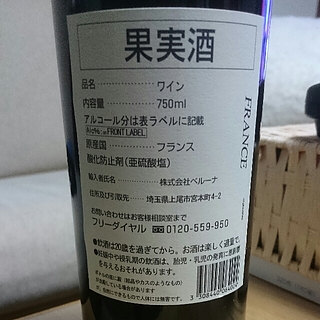 果実酒
品名 ………………… ワイン
内容量 ……………… 750ml
アルコール分は表ラベルに記載
Alc%: on FRONT LABEL
原産国 ……………… フランス
酸化防止剤(亜硫酸塩)
輸入者氏名 ………… 株式会社ベルーナ
住所及び引取先 …… 埼玉県上尾市宮本町4-2
お問い合わせはお客様相談室まで
フリーダイヤル 0120-559-950
●飲酒は20歳を過ぎてから。お酒は楽しく適量で。
●妊娠中や授乳期の飲酒は、胎児・乳児の発育に悪影響
を与えるおそれがあります。
FRANCE